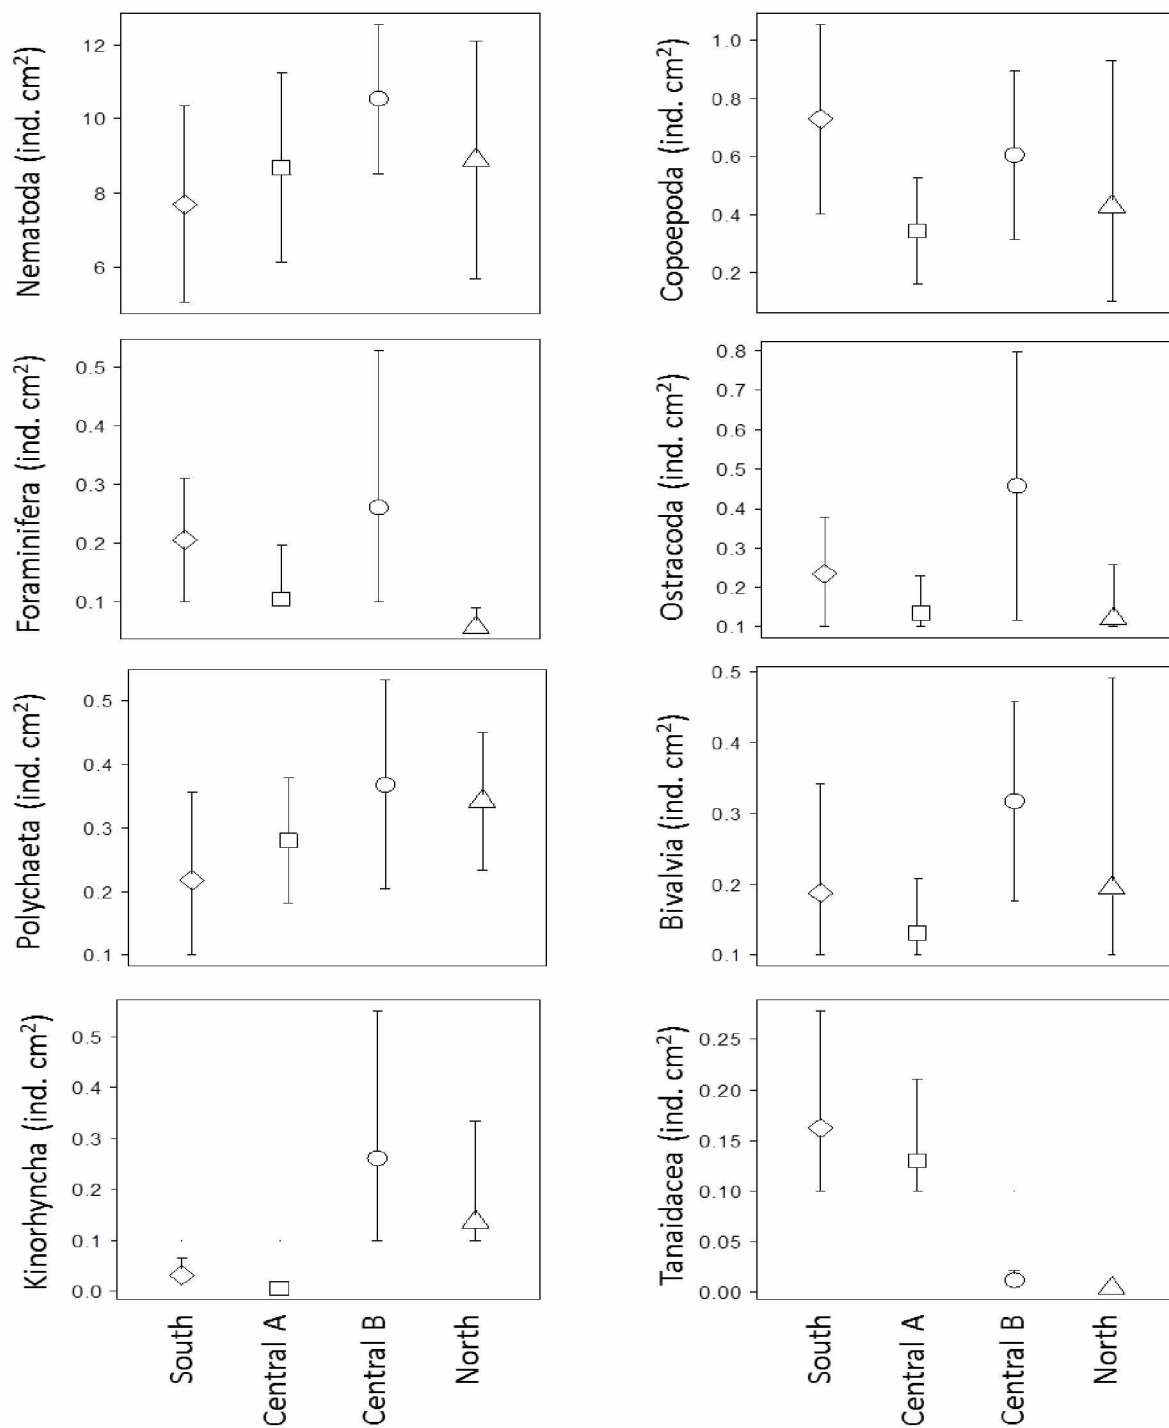 Nematoda (ind. cm²)
12
10
8
6
Copoepoda (ind. cm²)
1.0
0.8
0.6
0.4
0.2
Foraminifera (ind. cm²)
0.5
0.4
0.3
0.2
0.1
Ostracoda (ind. cm²)
0.8
0.7
0.6
0.5
0.4
0.3
0.2
0.1
Polychaeta (ind. cm²)
0.5
0.4
0.3
0.2
0.1
Bivalvia (ind. cm²)
0.5
0.4
0.3
0.2
0.1
Kinorhyncha (ind. cm²)
0.5
0.4
0.3
0.2
0.1
0.0
Tanaidacea (ind. cm²)
0.25
0.20
0.15
0.10
0.05
0.00
South
Central A
Central B
North
South
Central A
Central B
North